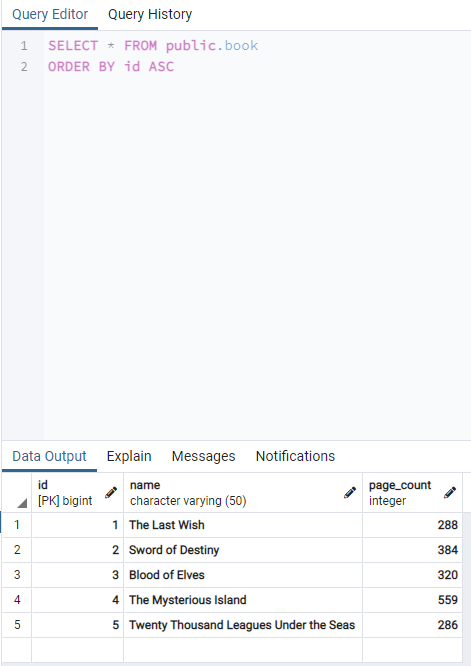 Query Editor Query History
1 SELECT * FROM public.book
2 ORDER BY id ASC
Data Output Explain Messages Notifications
id name page_count
[PK] bigint character varying (50) integer
1 1 The Last Wish 288
2 2 Sword of Destiny 384
3 3 Blood of Elves 320
4 4 The Mysterious Island 559
5 5 Twenty Thousand Leagues Under the Seas 286